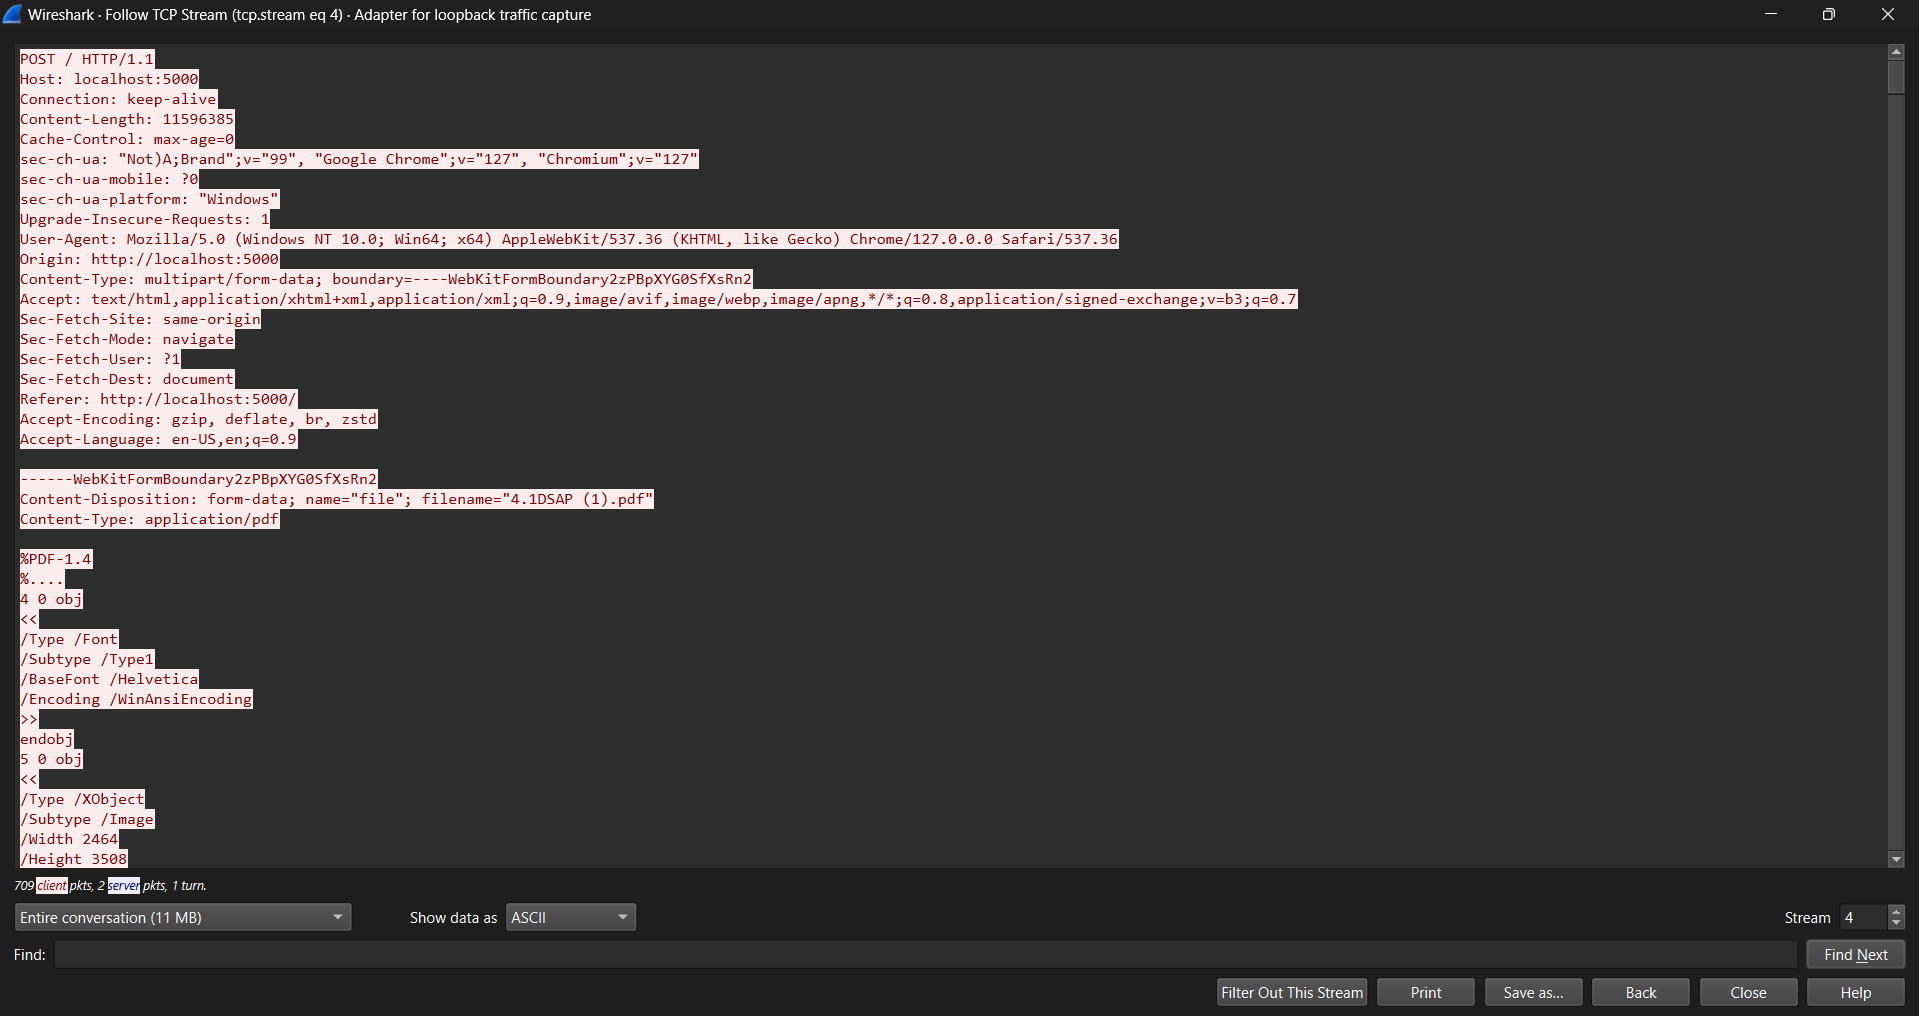 Wireshark · Follow TCP Stream (tcp.stream eq 4) · Adapter for loopback traffic capture
POST / HTTP/1.1
Host: localhost:5000
Connection: keep-alive
Content-Length: 11596385
Cache-Control: max-age=0
sec-ch-ua: "Not)A;Brand";v="99", "Google Chrome";v="127", "Chromium";v="127"
sec-ch-ua-mobile: ?0
sec-ch-ua-platform: "Windows"
Upgrade-Insecure-Requests: 1
User-Agent: Mozilla/5.0 (Windows NT 10.0; Win64; x64) AppleWebKit/537.36 (KHTML, like Gecko) Chrome/127.0.0.0 Safari/537.36
Origin: http://localhost:5000
Content-Type: multipart/form-data; boundary=----WebKitFormBoundary2zPBpXYG0SfXsRn2
Accept: text/html,application/xhtml+xml,application/xml;q=0.9,image/avif,image/webp,image/apng,*/*;q=0.8,application/signed-exchange;v=b3;q=0.7
Sec-Fetch-Site: same-origin
Sec-Fetch-Mode: navigate
Sec-Fetch-User: ?1
Sec-Fetch-Dest: document
Referer: http://localhost:5000/
Accept-Encoding: gzip, deflate, br, zstd
Accept-Language: en-US,en;q=0.9
------WebKitFormBoundary2zPBpXYG0SfXsRn2
Content-Disposition: form-data; name="file"; filename="4.1DSAP (1).pdf"
Content-Type: application/pdf
%PDF-1.4
%....
4 0 obj
<<
/Type /Font
/Subtype /Type1
/BaseFont /Helvetica
/Encoding /WinAnsiEncoding
>>
endobj
5 0 obj
<<
/Type /XObject
/Subtype /Image
/Width 2464
/Height 3508
709 client pkts, 2 server pkts, 1 turn.
Entire conversation (11 MB)
Show data as ASCII
Stream 4
Find:
Find Next
Filter Out This Stream
Print
Save as...
Back
Close
Help